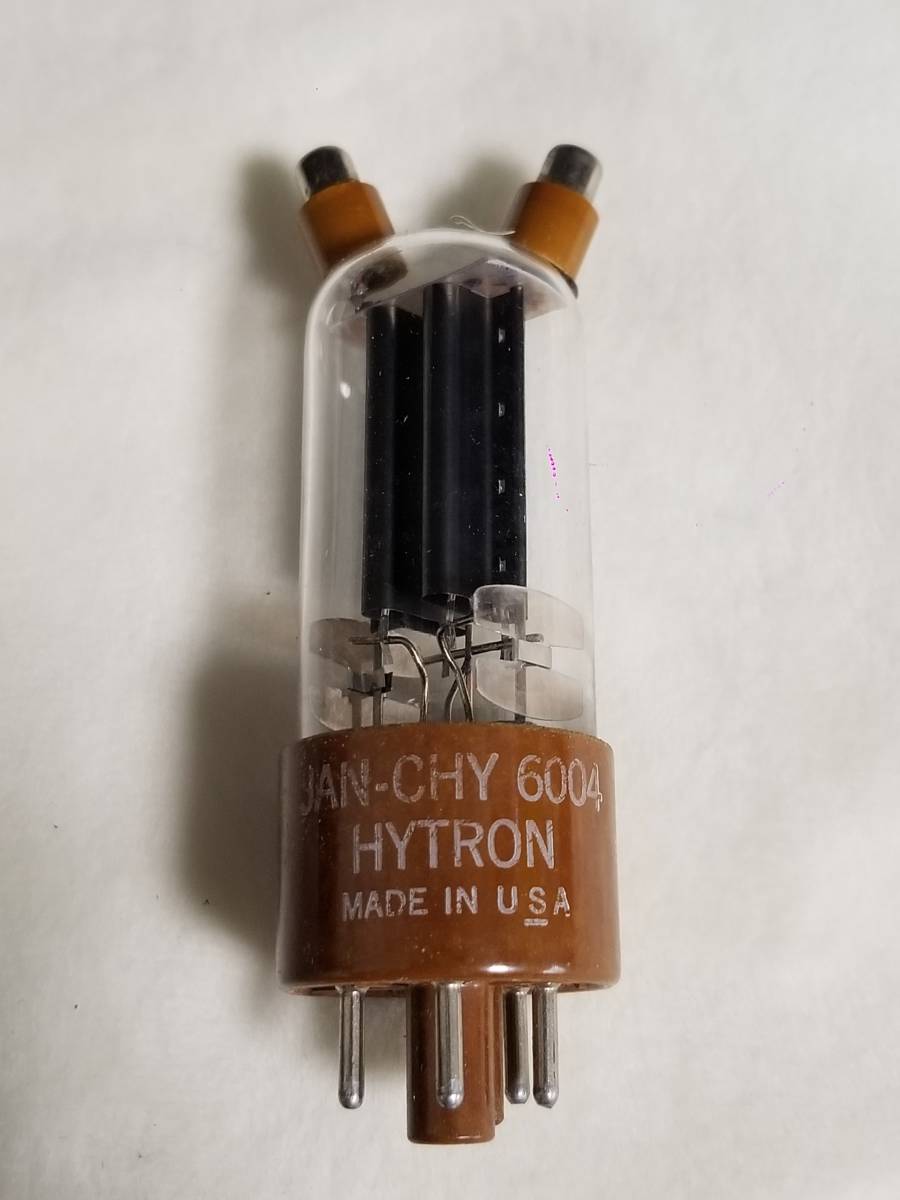 JAN-CHY 6004
HYTRON
MADE IN USA